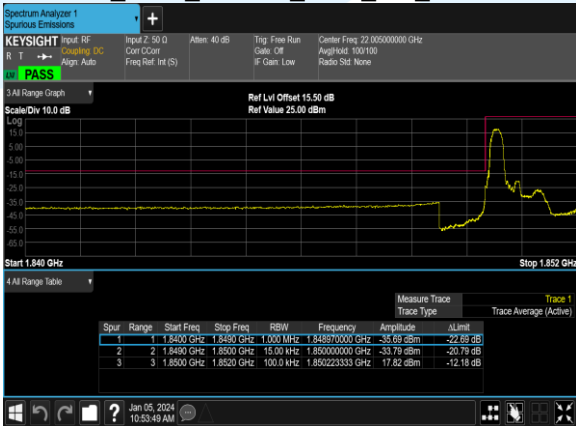 Spectrum Analyzer 1
Spurious Emissions
KEYSIGHT Input: RF Input Z: 50 Ω Atten: 40 dB Trig: Free Run Center Freq: 22.005000000 GHz
R T Coupling: DC Corr CCorr Gate: Off Avg|Hold: 100/100
Align: Auto Freq Ref: Int (S) IF Gain: Low Radio Std: None
PASS
3 All Range Graph
Ref Lvl Offset 15.50 dB
Scale/Div 10.0 dB Ref Value 25.00 dBm
Log
15.0
5.00
-5.00
-15.0
-25.0
-35.0
-45.0
-55.0
-65.0
Start 1.840 GHz Stop 1.852 GHz
4 All Range Table
Measure Trace Trace 1
Trace Type Trace Average (Active)
Spur Range Start Freq Stop Freq RBW Frequency Amplitude ΔLimit
1 1 1.8400 GHz 1.8490 GHz 1.000 MHz 1.848970000 GHz -35.69 dBm -22.69 dB
2 2 1.8490 GHz 1.8500 GHz 15.00 kHz 1.850000000 GHz -33.79 dBm -20.79 dB
3 3 1.8500 GHz 1.8520 GHz 100.0 kHz 1.850223333 GHz 17.82 dBm -12.18 dB
? Jan 05, 2024
10:53:49 AM